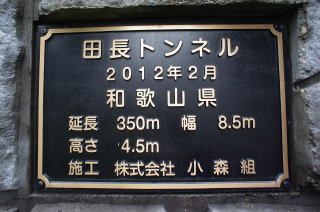 田長トンネル
2012年2月
和歌山県
延長 350m 幅 8.5m
高さ 4.5m
施工 株式会社 小森組